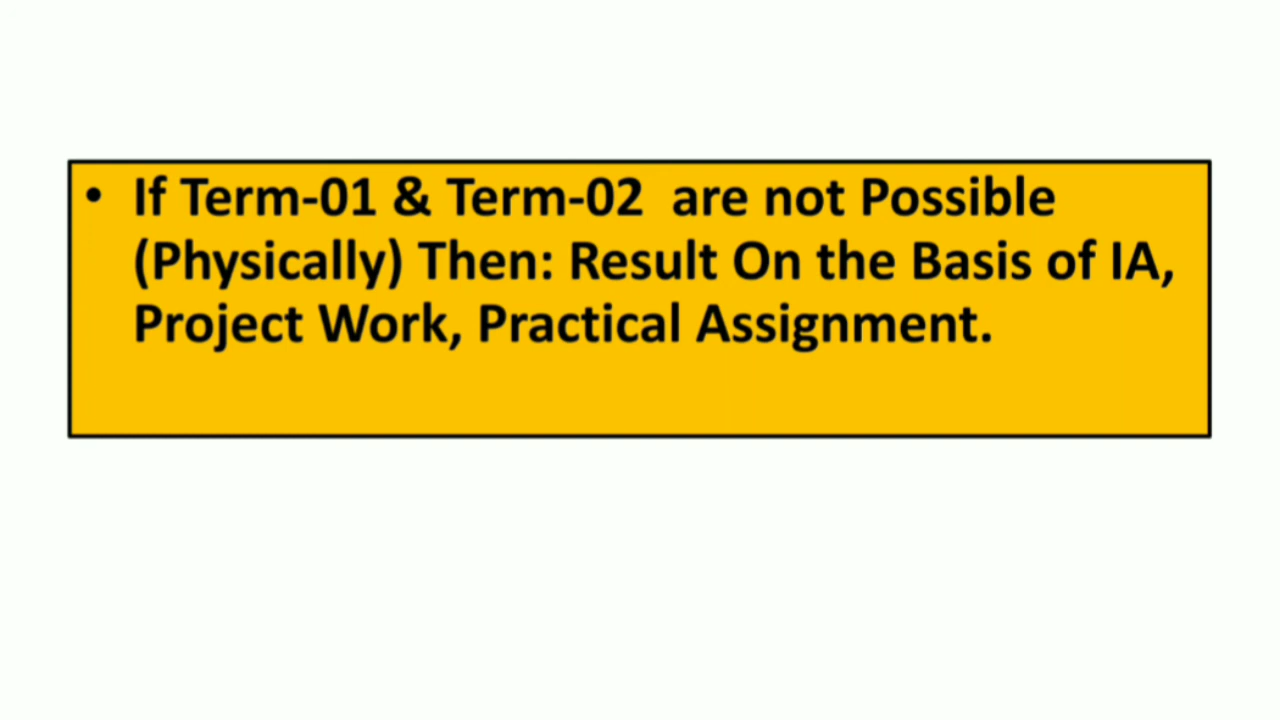 • If Term-01 & Term-02  are not Possible
(Physically) Then: Result On the Basis of IA,
Project Work, Practical Assignment.